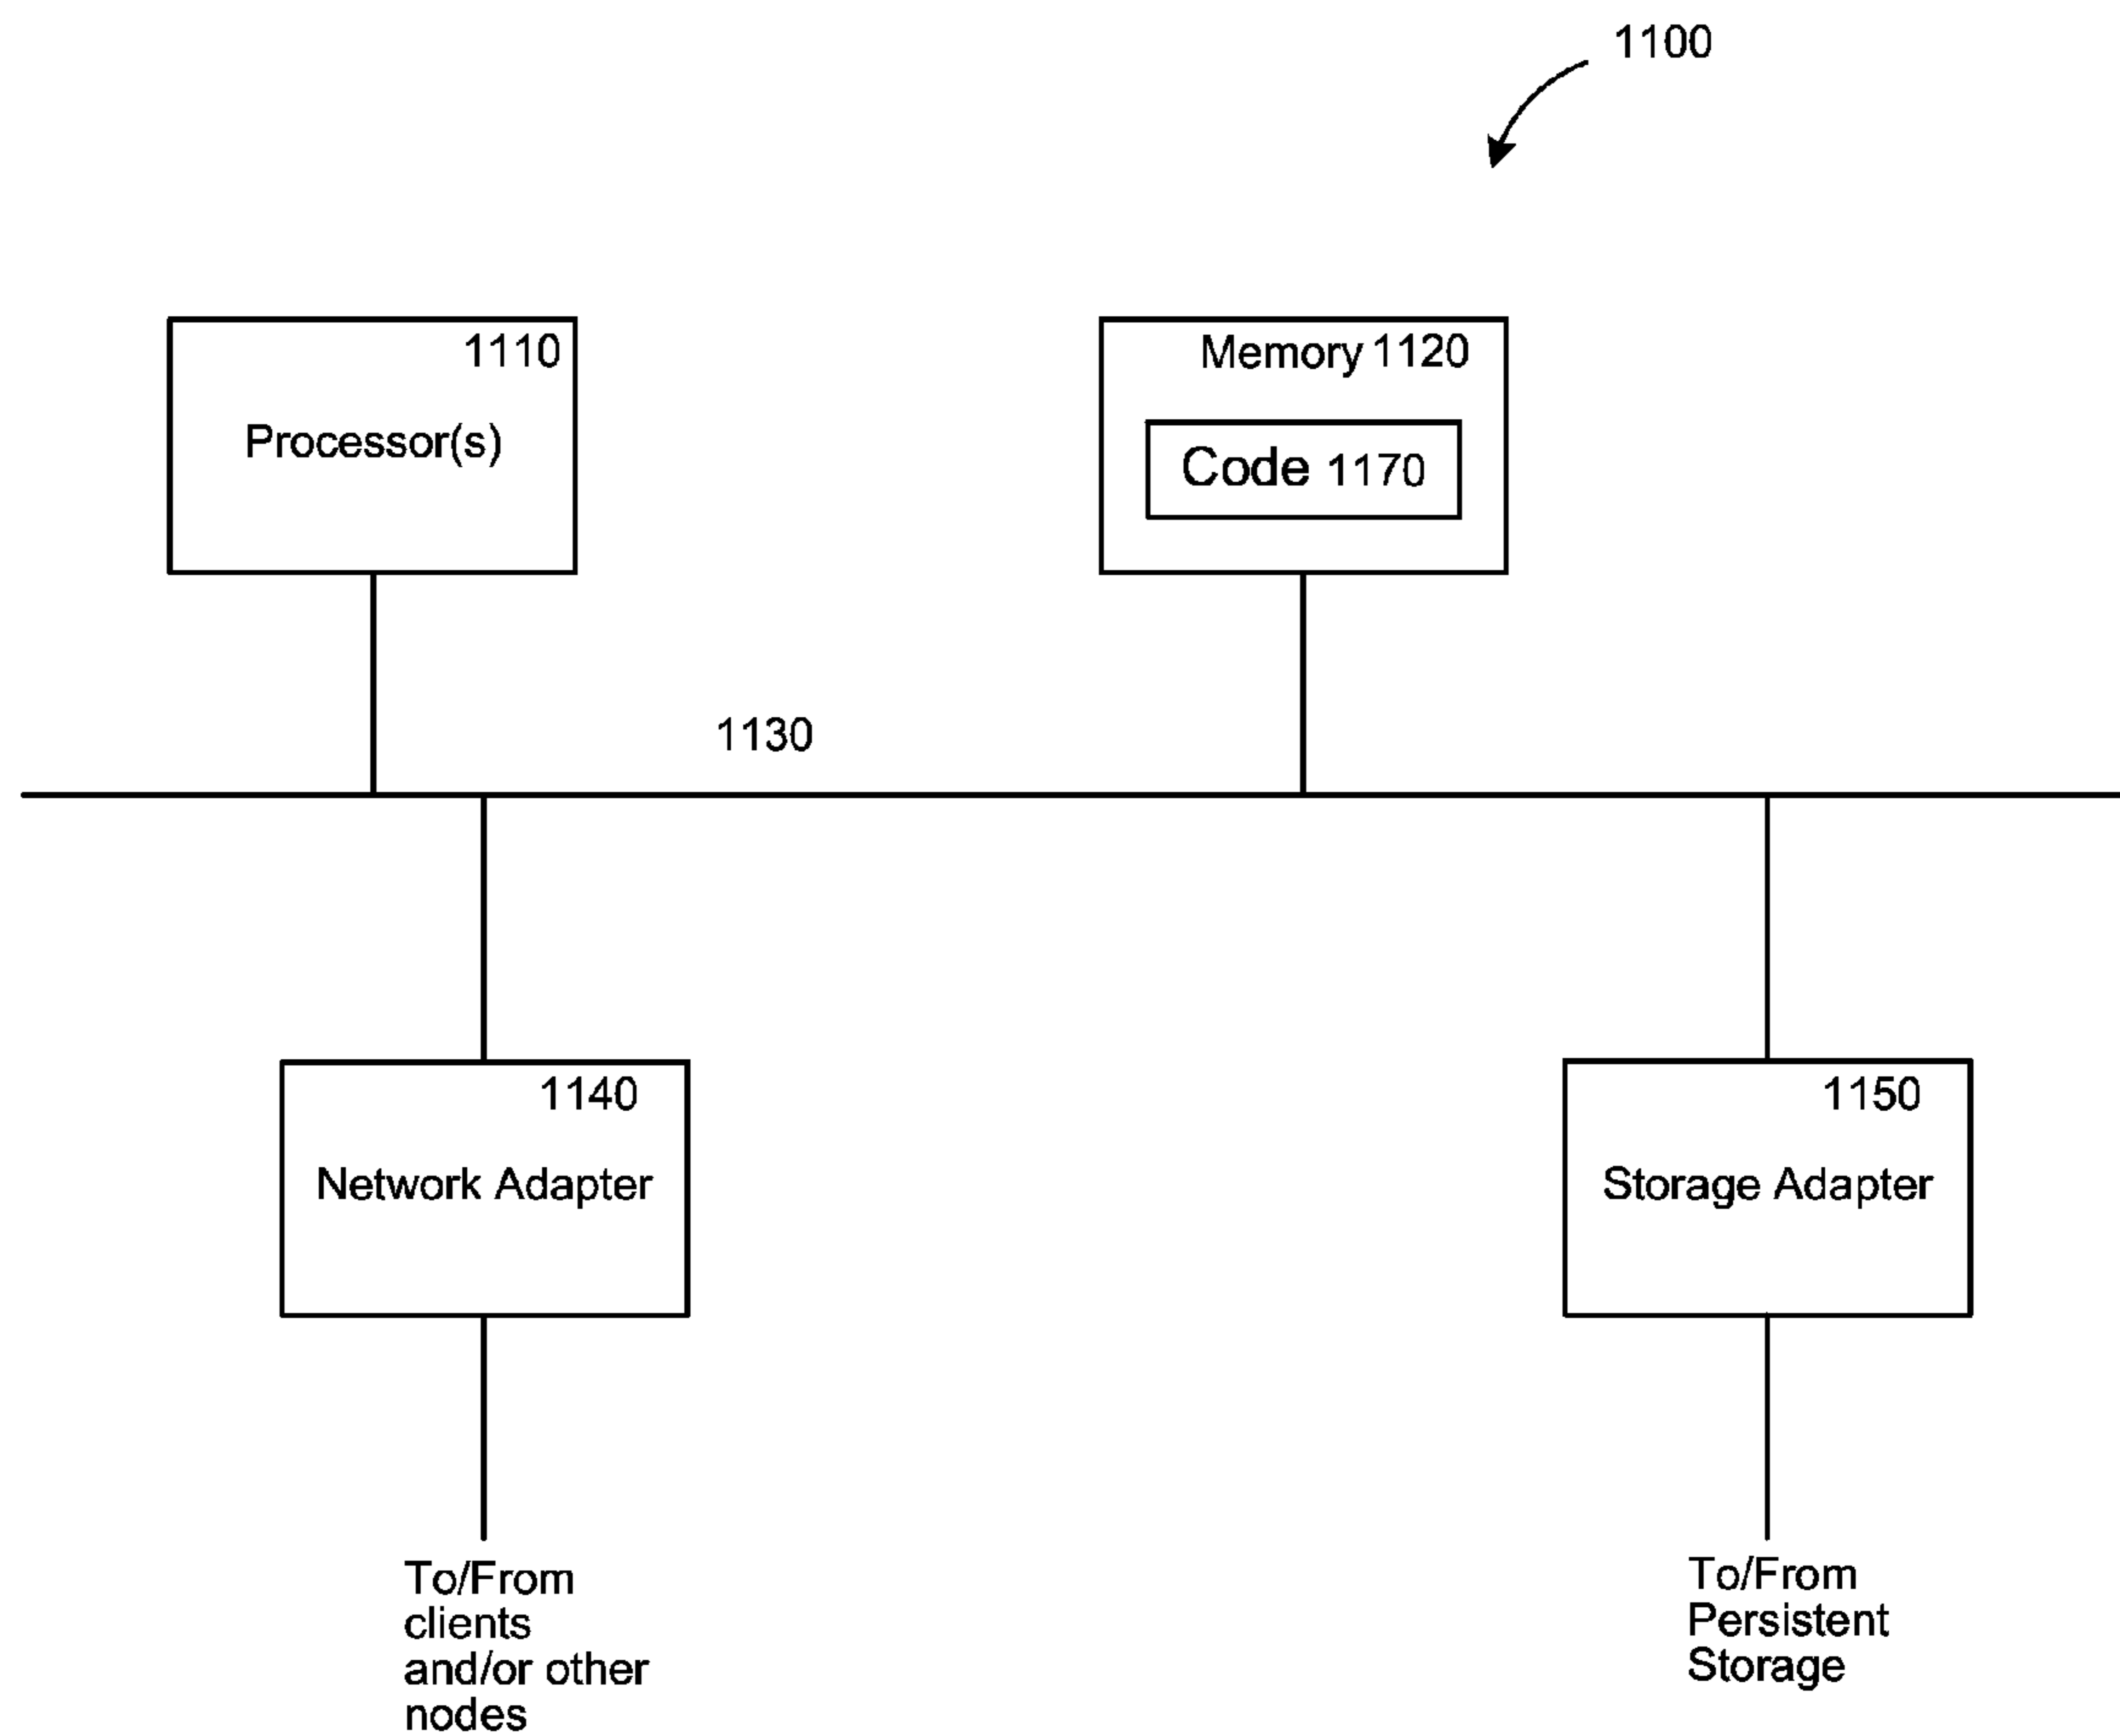 1100
1110
Processor(s)
Memory 1120
Code 1170
1130
1140
Network Adapter
1150
Storage Adapter
To/From
clients
and/or other
nodes
To/From
Persistent
Storage